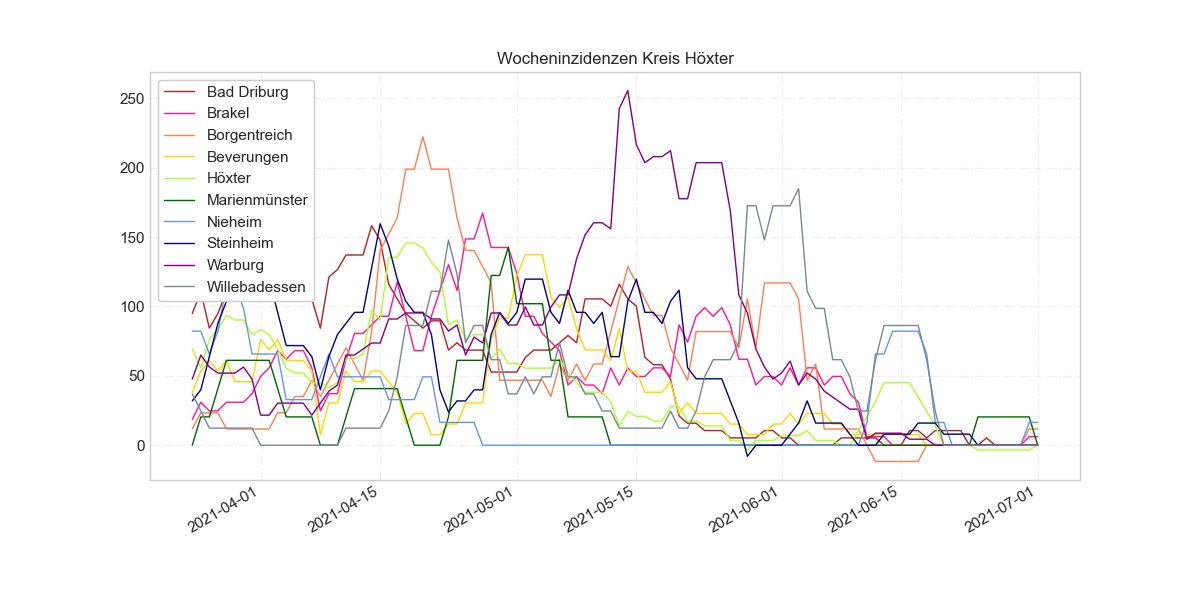 Wocheninzidenzen Kreis Höxter
Bad Driburg
Brakel
Borgentreich
Beverungen
Höxter
Marienmünster
Nieheim
Steinheim
Warburg
Willebadessen
250
200
150
100
50
0
2021-04-01
2021-04-15
2021-05-01
2021-05-15
2021-06-01
2021-06-15
2021-07-01